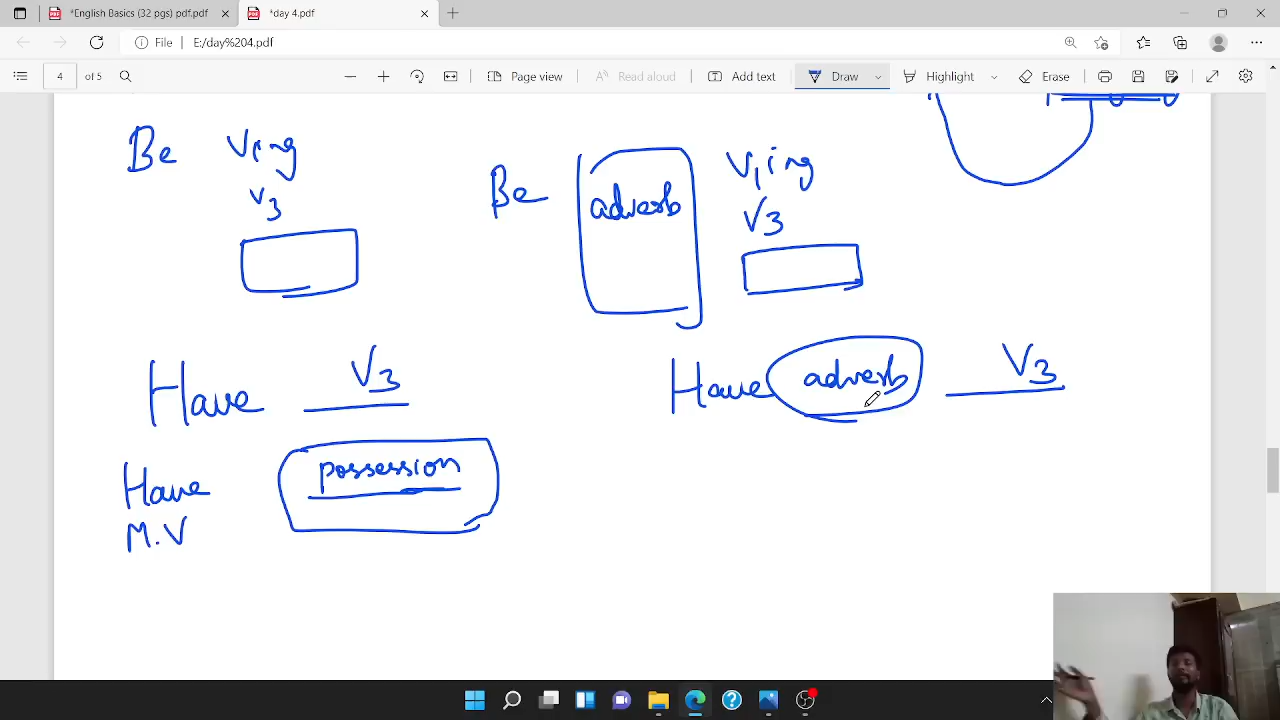 *English Basics (32 pgs) pdf.pdf
*day 4.pdf
File E:/day%204.pdf
4 of 5
Page view
Read aloud
Add text
Draw
Highlight
Erase
Be V1ing
V3
Be adverb V1ing
V3
Have V3
Have adverb V3
Have possession
M.V